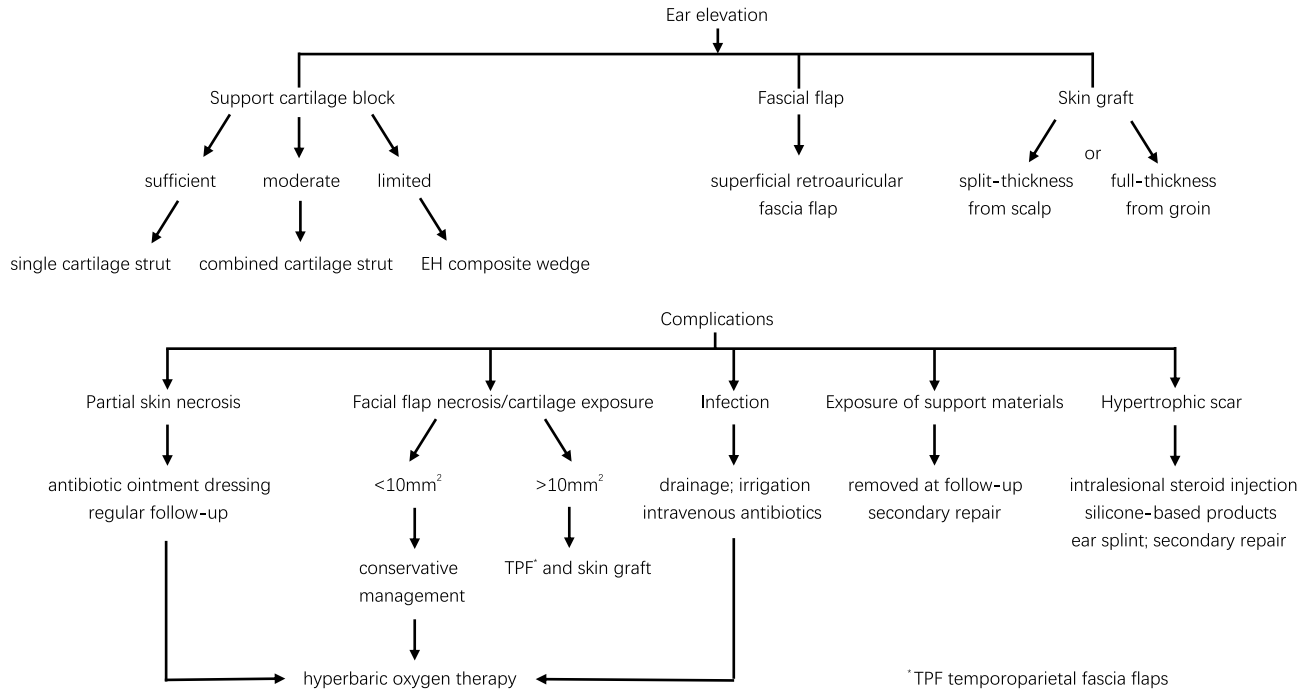 Ear elevation
Support cartilage block
Fascial flap
Skin graft
sufficient
moderate
limited
superficial retroauricular
fascia flap
split-thickness
from scalp
or
full-thickness
from groin
single cartilage strut
combined cartilage strut
EH composite wedge
Complications
Partial skin necrosis
Facial flap necrosis/cartilage exposure
Infection
Exposure of support materials
Hypertrophic scar
antibiotic ointment dressing
regular follow-up
<10mm²
>10mm²
drainage; irrigation
intravenous antibiotics
removed at follow-up
secondary repair
intralesional steroid injection
silicone-based products
ear splint; secondary repair
conservative
management
TPF* and skin graft
hyperbaric oxygen therapy
*TPF temporoparietal fascia flaps